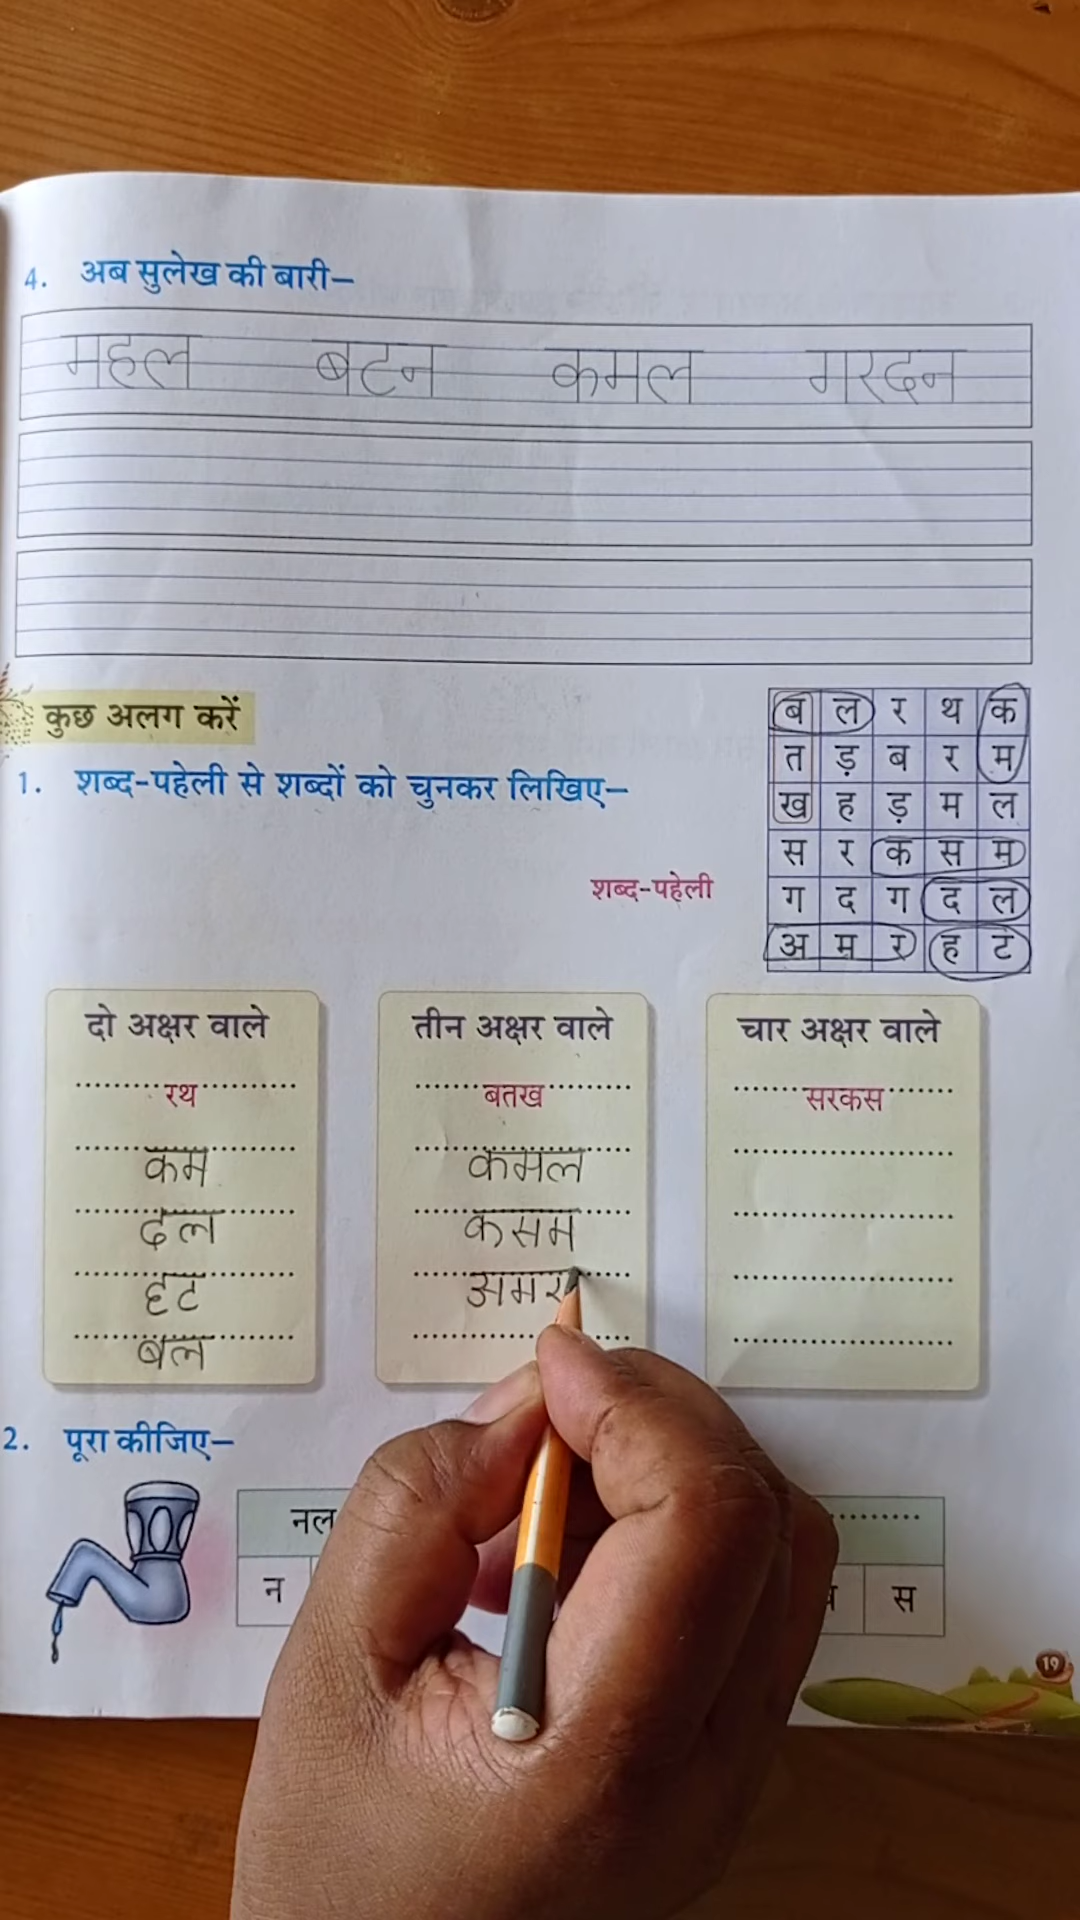 4. अब सुलेख की बारी–
महल बटन कमल गरदन
कुछ अलग करें
1. शब्द-पहेली से शब्दों को चुनकर लिखिए–
शब्द-पहेली
ब ल र थ क
त ड़ ब र म
ख ह ड़ म ल
स र क स म
ग द ग द ल
अ म र ह ट
दो अक्षर वाले
रथ
कम
दल
हट
बल
तीन अक्षर वाले
बतख
कमल
कसम
अमर
चार अक्षर वाले
सरकस
2. पूरा कीजिए–
नल
न
स
19